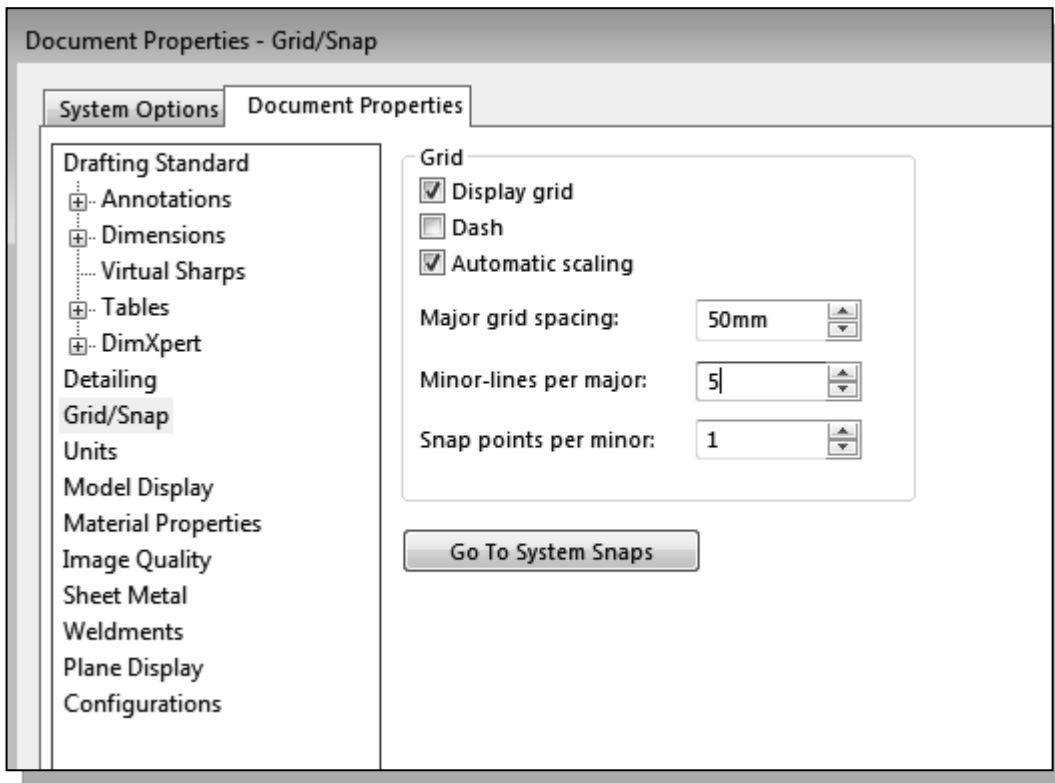 Document Properties - Grid/Snap
System Options
Document Properties
Drafting Standard
Annotations
Dimensions
Virtual Sharps
Tables
DimXpert
Detailing
Grid/Snap
Units
Model Display
Material Properties
Image Quality
Sheet Metal
Weldments
Plane Display
Configurations
Grid
Display grid
Dash
Automatic scaling
Major grid spacing: 50mm
Minor-lines per major: 5
Snap points per minor: 1
Go To System Snaps